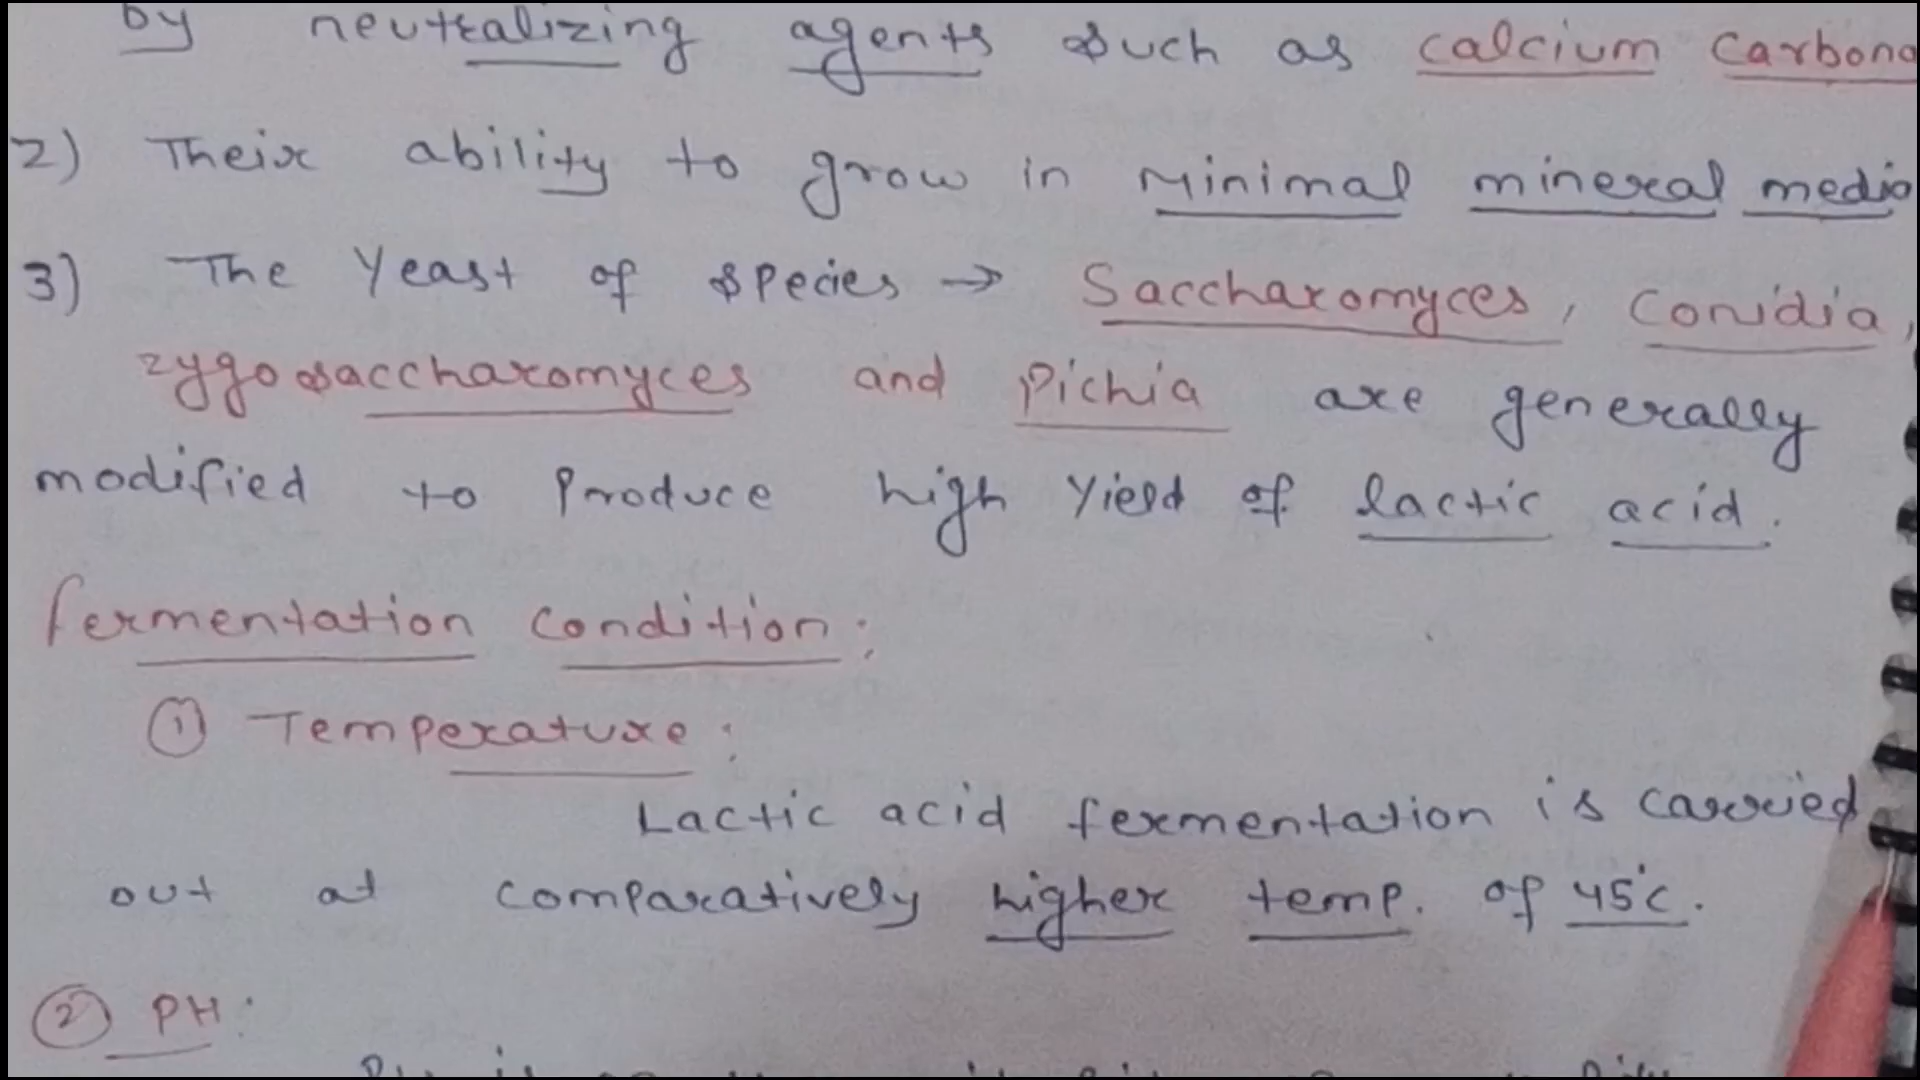 by neutralizing agents such as calcium carbona
2) Their ability to grow in Minimal mineral media
3) The Yeast of species → Saccharomyces, Conidia,
zygosaccharomyces and Pichia are generally
modified to Produce high Yield of lactic acid.
fermentation condition:
① Temperature:
Lactic acid fermentation is carried
out at comparatively higher temp. of 45°c.
② PH: